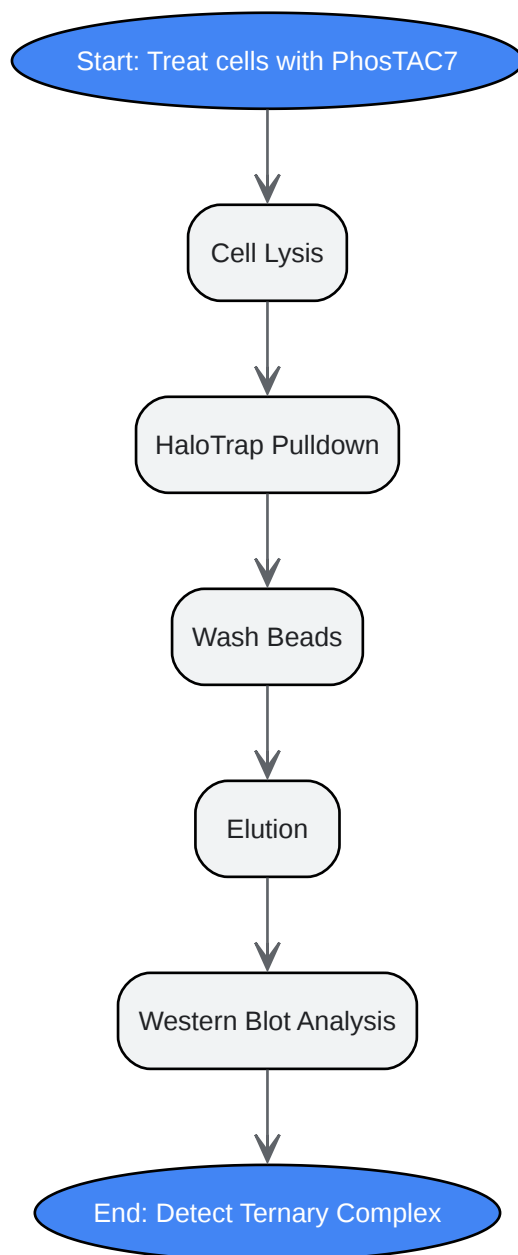 Start: Treat cells with PhosTAC7
Cell Lysis
HaloTrap Pulldown
Wash Beads
Elution
Western Blot Analysis
End: Detect Ternary Complex